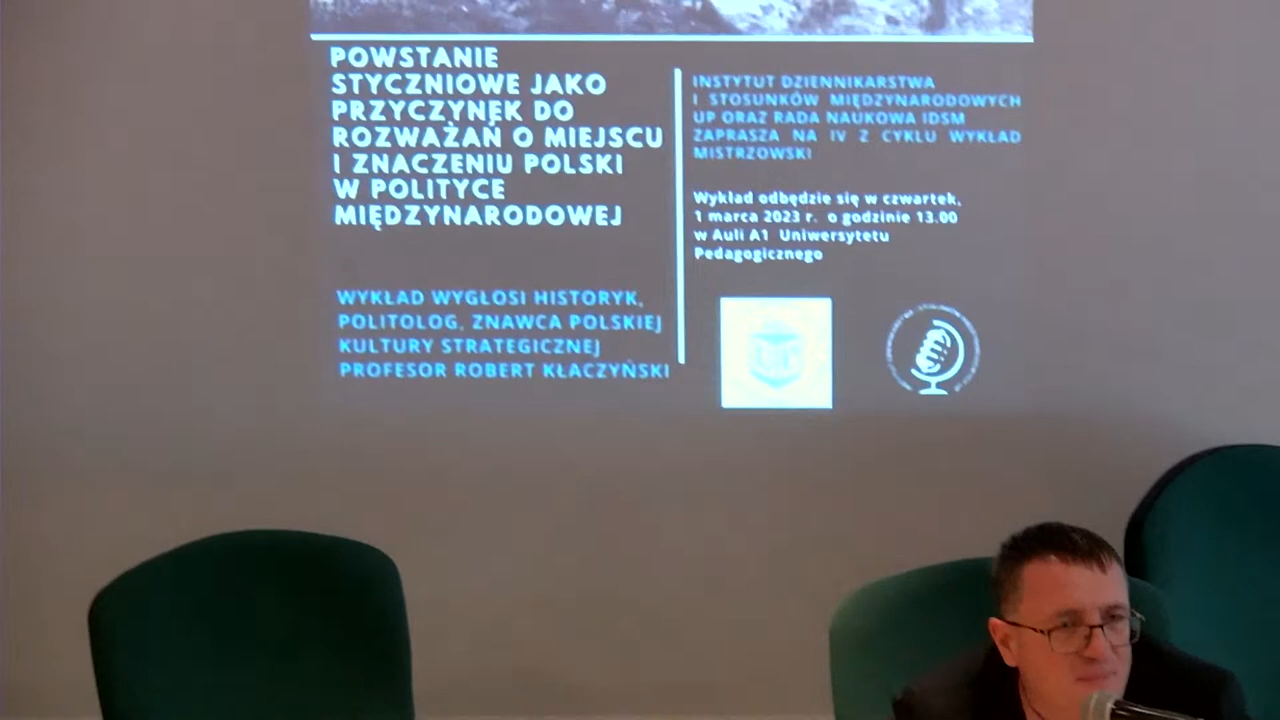 POWSTANIE
STYCZNIOWE JAKO
PRZYCZYNEK DO
ROZWAŻAŃ O MIEJSCU
I ZNACZENIU POLSKI
W POLITYCE
MIĘDZYNARODOWEJ
WYKŁAD WYGŁOSI HISTORYK,
POLITOLOG, ZNAWCA POLSKIEJ
KULTURY STRATEGICZNEJ
PROFESOR ROBERT KŁACZYŃSKI
INSTYTUT DZIENNIKARSTWA
I STOSUNKÓW MIĘDZYNARODOWYCH
UP ORAZ RADA NAUKOWA IDSM
ZAPRASZA NA IV Z CYKLU WYKŁAD
MISTRZOWSKI
Wykład odbędzie się w czwartek,
1 marca 2023 r. o godzinie 13.00
w Auli A1 Uniwersytetu
Pedagogicznego